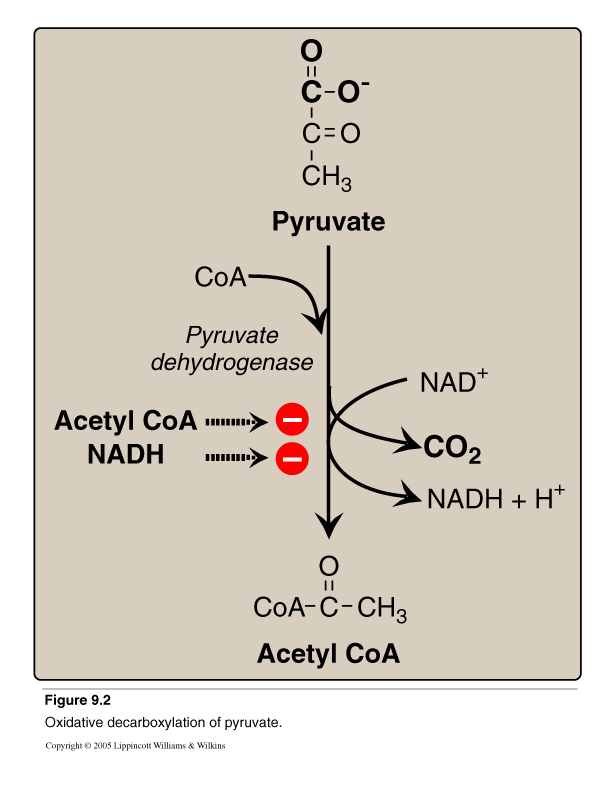 O
C-O-
C=O
CH3
Pyruvate
CoA
Pyruvate
dehydrogenase
NAD+
Acetyl CoA
CO2
NADH
NADH + H+
O
CoA-C-CH3
Acetyl CoA
Figure 9.2
Oxidative decarboxylation of pyruvate.
Copyright © 2005 Lippincott Williams & Wilkins